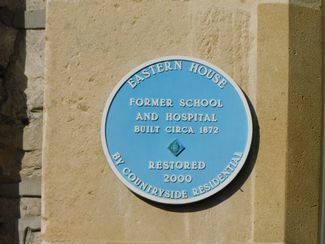 EASTERN HOUSE
FORMER SCHOOL
AND HOSPITAL
BUILT CIRCA 1872
RESTORED
2000
BY COUNTRYSIDE RESIDENTIAL